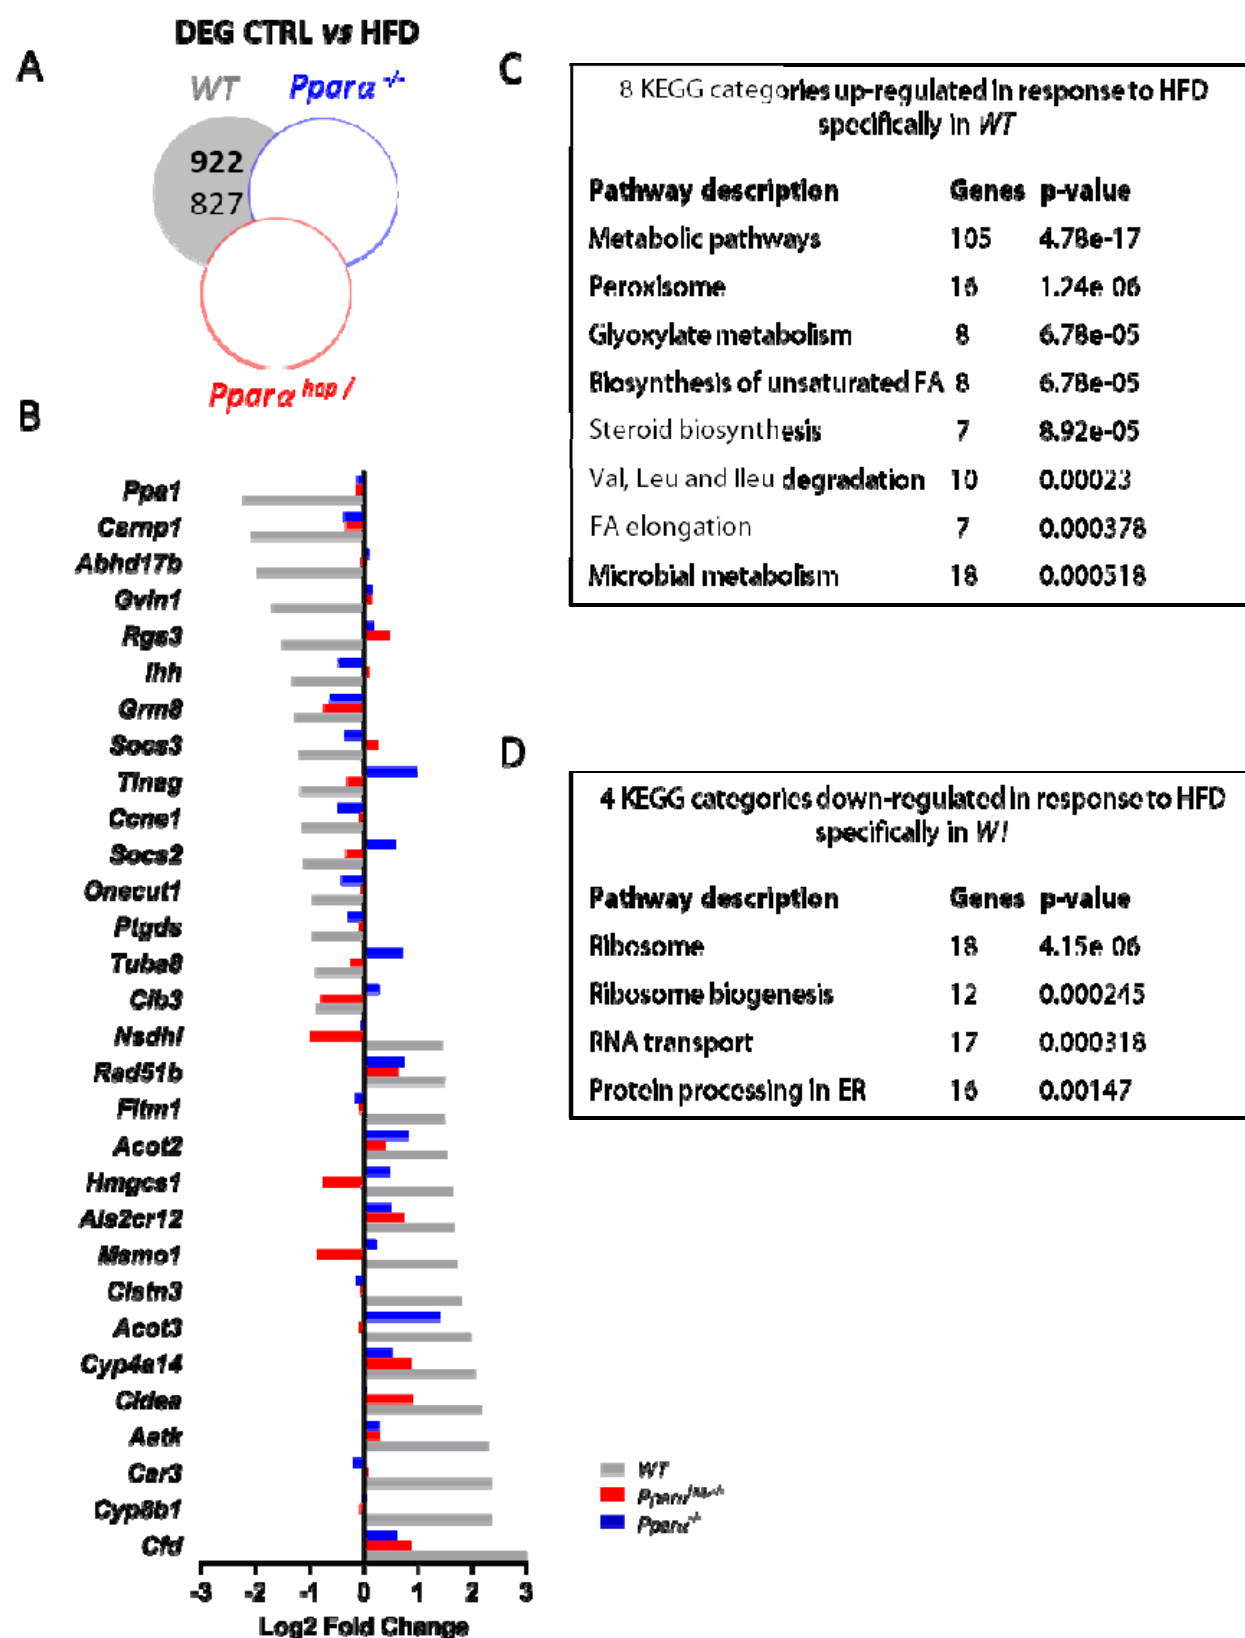 DEG CTRL vs HFD
A
WT
Pparα -/-
922
827
Pparα hep /
B
Ppa1
Camp1
Abhd17b
Gvin1
Rgs3
Ihh
Grm8
Socs3
Tinag
Ccne1
Socs2
Onecut1
Ptgds
Tuba8
Cib3
Nsdhl
Rad51b
Fitm1
Acot2
Hmgcs1
Als2cr12
Msmo1
Clstn3
Acot3
Cyp4a14
Cidea
Aatk
Car3
Cyp8b1
Cfd
-3 -2 -1 0 1 2 3
Log2 Fold Change
WT
Pparα
Pparα -/-
C
8 KEGG categories up-regulated in response to HFD
specifically in WT
Pathway description Genes p-value
Metabolic pathways 105 4.78e-17
Peroxisome 16 1.24e 06
Glyoxylate metabolism 8 6.78e-05
Biosynthesis of unsaturated FA 8 6.78e-05
Steroid biosynthesis 7 8.92e-05
Val, Leu and Ileu degradation 10 0.00023
FA elongation 7 0.000378
Microbial metabolism 18 0.000518
D
4 KEGG categories down-regulated in response to HFD
specifically in WT
Pathway description Genes p-value
Ribosome 18 4.15e 06
Ribosome biogenesis 12 0.000245
RNA transport 17 0.000318
Protein processing in ER 16 0.00147